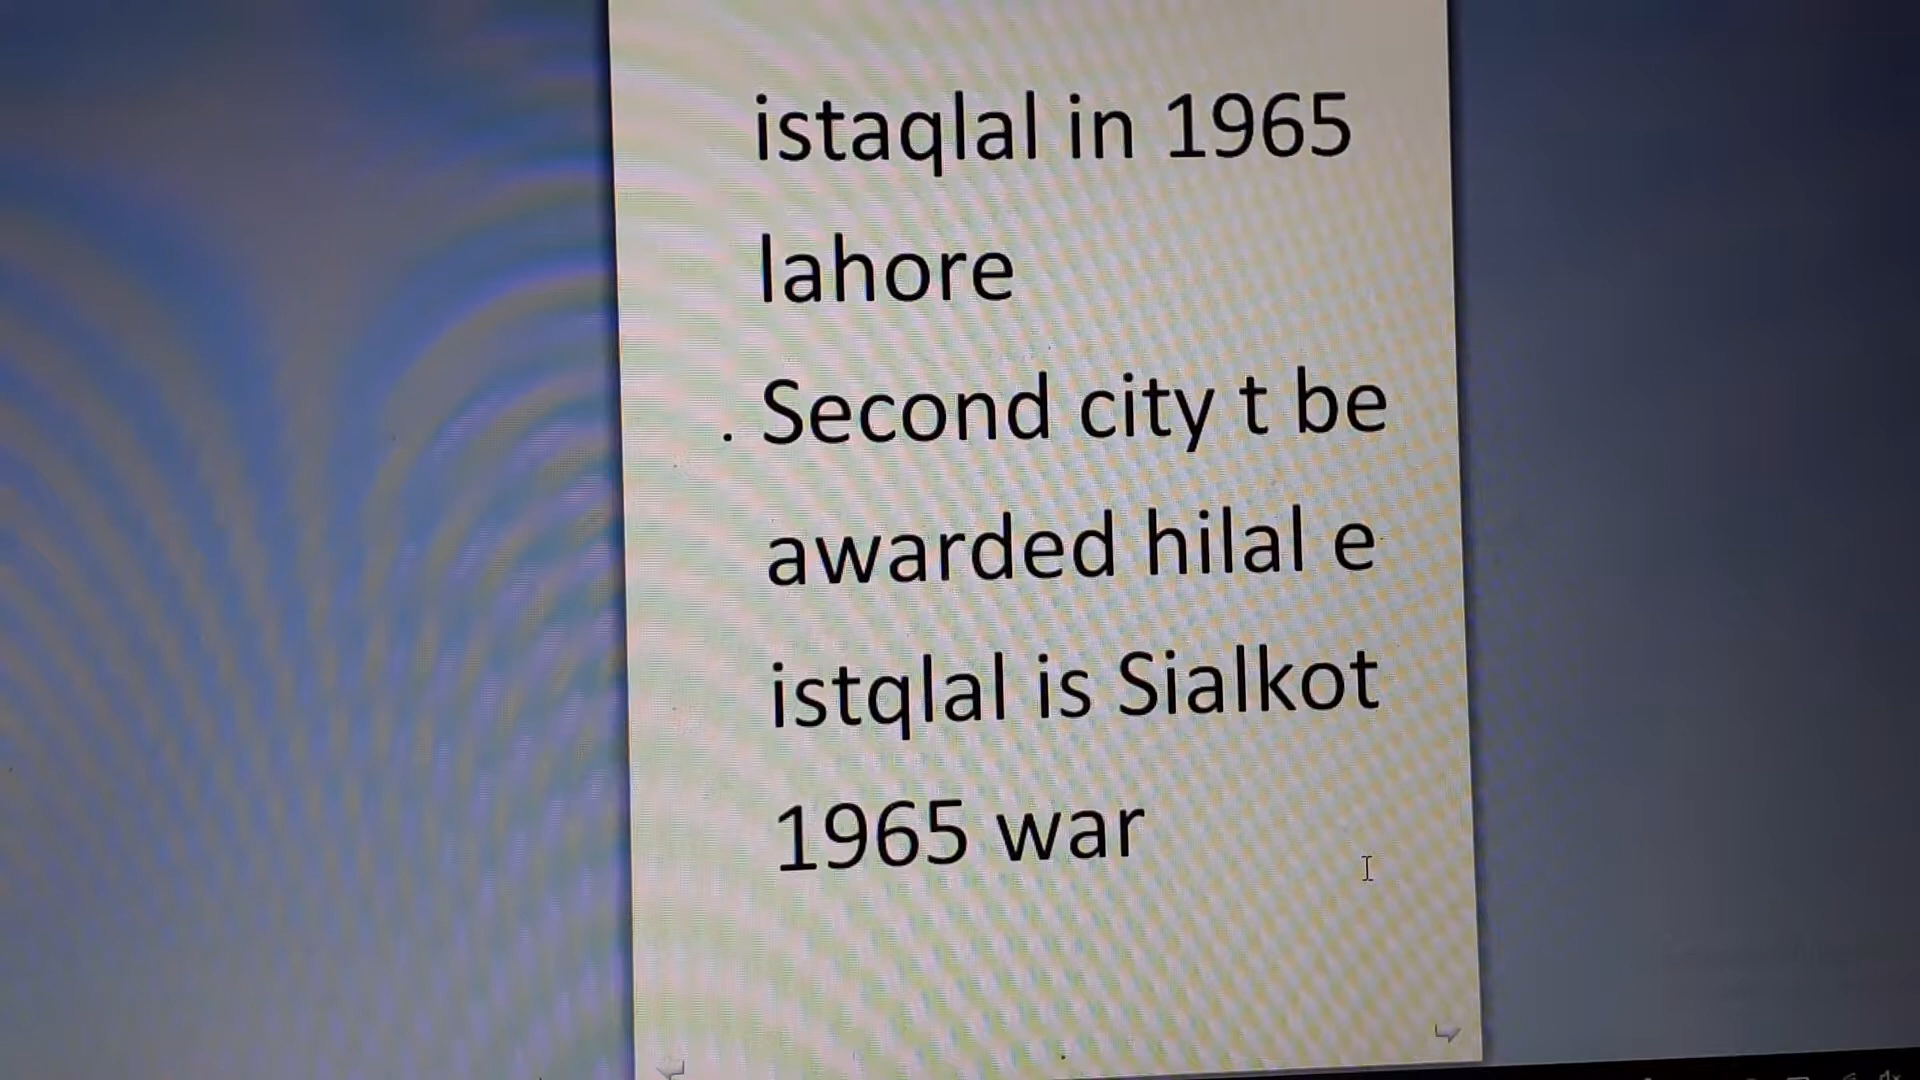 istaqlal in 1965
lahore
. Second city t be
awarded hilal e
istqlal is Sialkot
1965 war